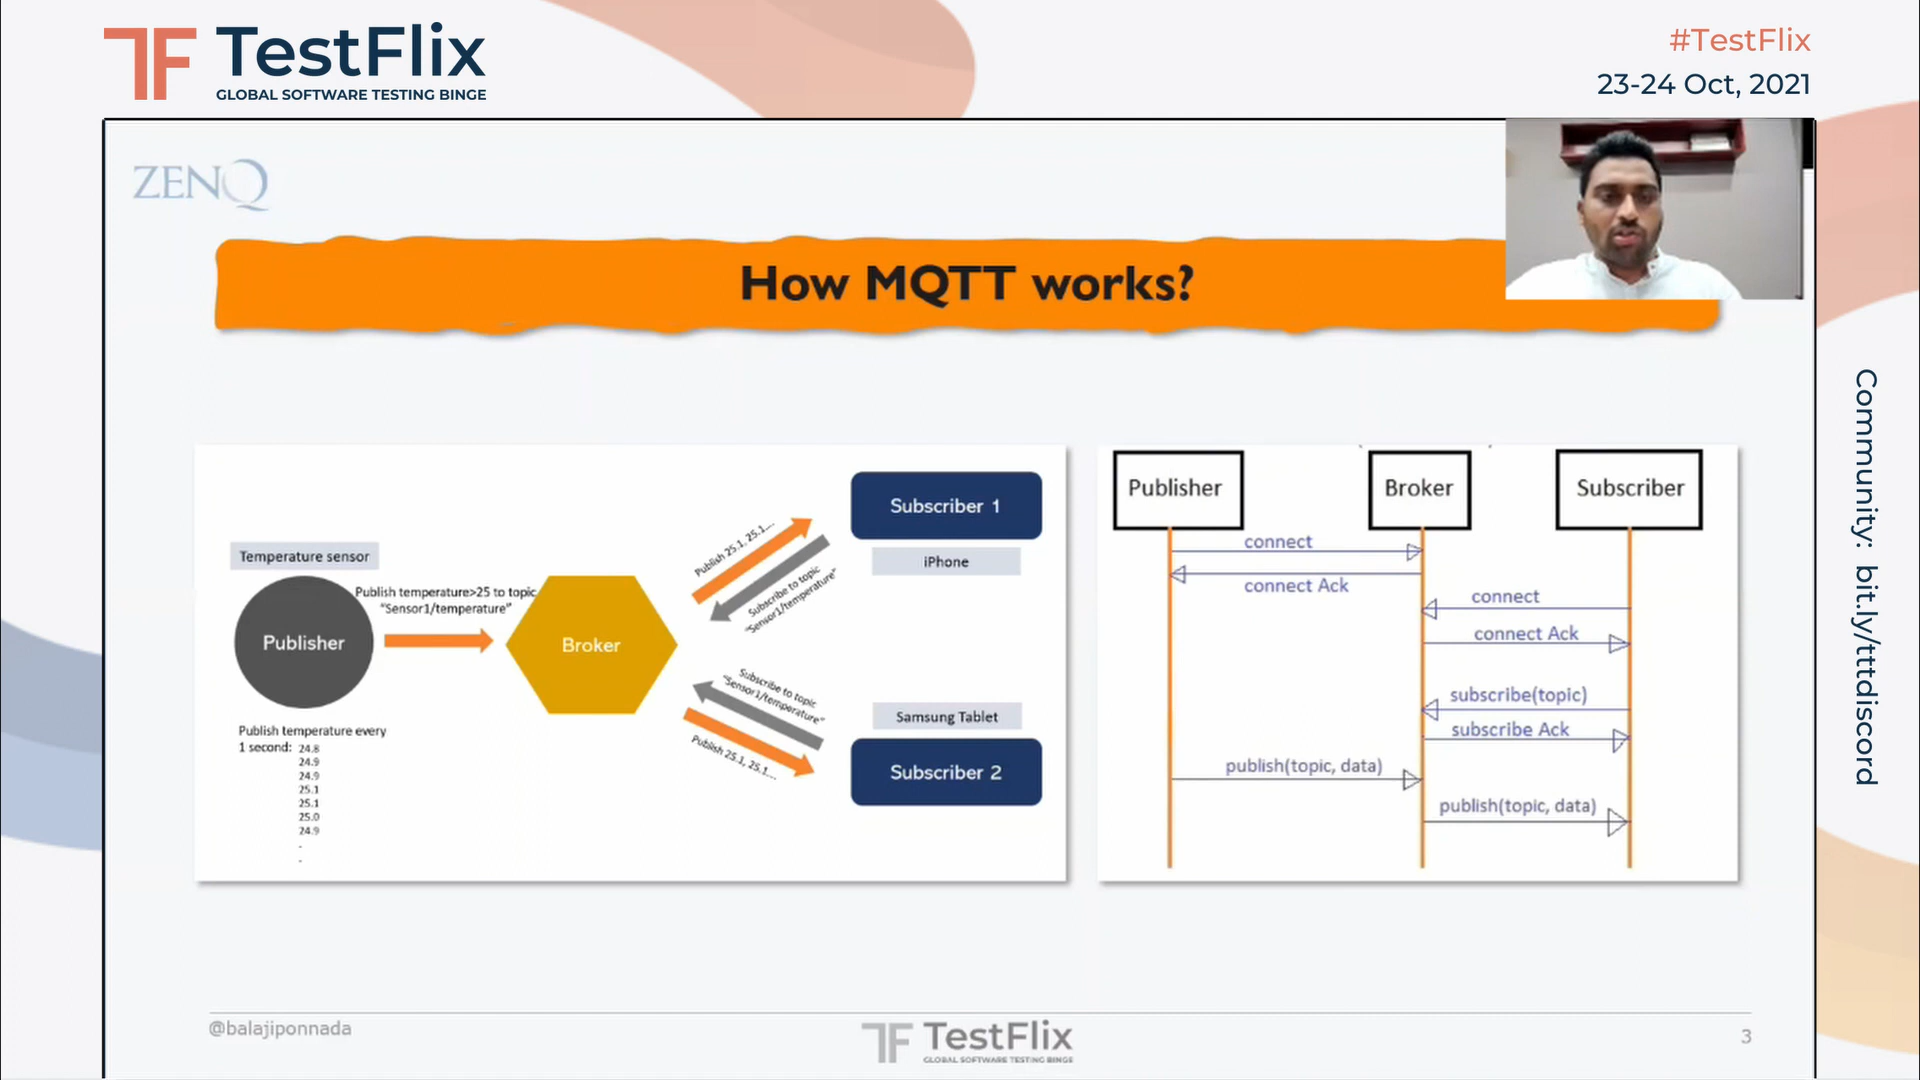 TF TestFlix
GLOBAL SOFTWARE TESTING BINGE
#TestFlix
23-24 Oct, 2021
ZENQ
How MQTT works?
Temperature sensor
Publisher
Publish temperature>25 to topic
"Sensor1/temperature"
Publish temperature every
1 second: 24.8
24.9
24.9
25.1
25.1
25.0
24.9
.
.
Broker
Publish 25.1, 25.1...
Subscribe to topic
"Sensor1/temperature"
Subscriber 1
iPhone
Subscribe to topic
"Sensor1/temperature"
Publish 25.1, 25.1...
Samsung Tablet
Subscriber 2
Publisher
Broker
Subscriber
connect
connect Ack
connect
connect Ack
subscribe(topic)
subscribe Ack
publish(topic, data)
publish(topic, data)
Community: bit.ly/tttdiscord
@balajiponnada
TF TestFlix
GLOBAL SOFTWARE TESTING BINGE
3